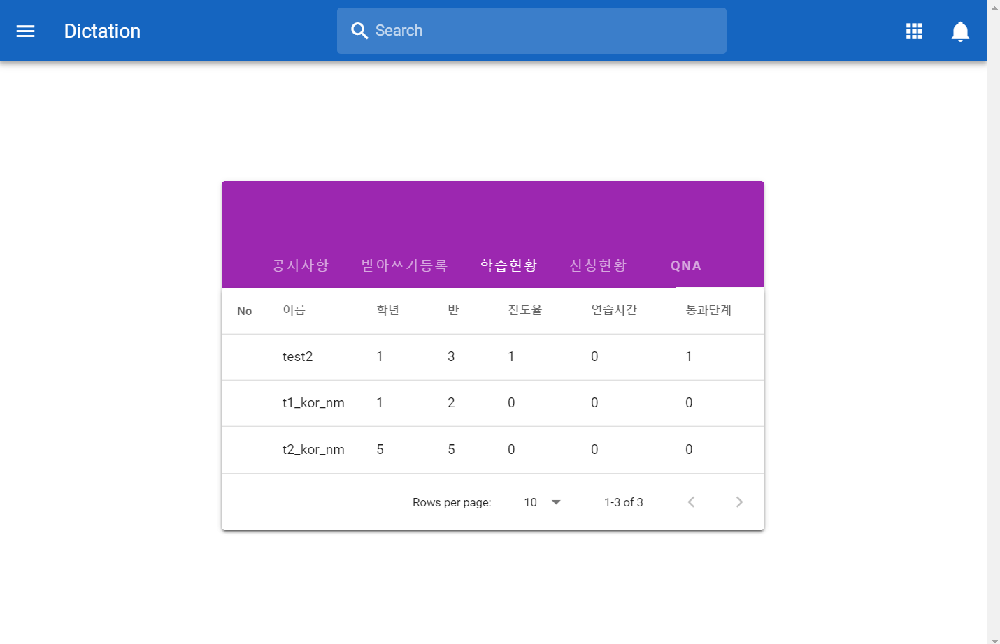 Dictation Search
공지사항 받아쓰기등록 학습현황 신청현황 QNA
No 이름 학년 반 진도율 연습시간 통과단계
test2 1 3 1 0 1
t1_kor_nm 1 2 0 0 0
t2_kor_nm 5 5 0 0 0
Rows per page: 10 1-3 of 3